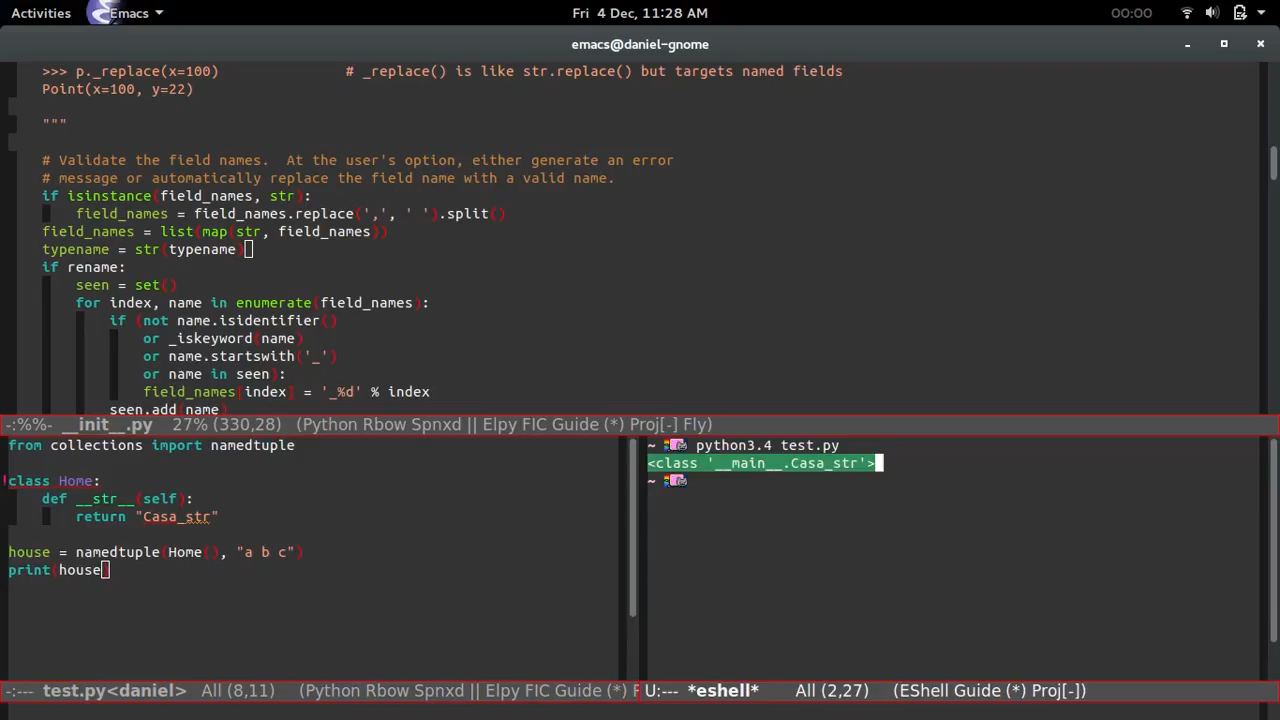 Activities Emacs Fri 4 Dec, 11:28 AM 00:00
emacs@daniel-gnome
>>> p._replace(x=100) # _replace() is like str.replace() but targets named fields
Point(x=100, y=22)
"""
# Validate the field names.  At the user's option, either generate an error
# message or automatically replace the field name with a valid name.
if isinstance(field_names, str):
field_names = field_names.replace(',', ' ').split()
field_names = list(map(str, field_names))
typename = str(typename)
if rename:
seen = set()
for index, name in enumerate(field_names):
if (not name.isidentifier()
or _iskeyword(name)
or name.startswith('_')
or name in seen):
field_names[index] = '_%d' % index
seen.add(name)
-:%%- __init__.py 27% (330,28) (Python Rbow Spnxd || Elpy FIC Guide (*) Proj[-] Fly)
from collections import namedtuple
class Home:
def __str__(self):
return "Casa_str"
house = namedtuple(Home(), "a b c")
print(house)
-:--- test.py<daniel> All (8,11) (Python Rbow Spnxd || Elpy FIC Guide (*) F
~ python3.4 test.py
<class '__main__.Casa_str'>
~
U:--- *eshell* All (2,27) (EShell Guide (*) Proj[-])